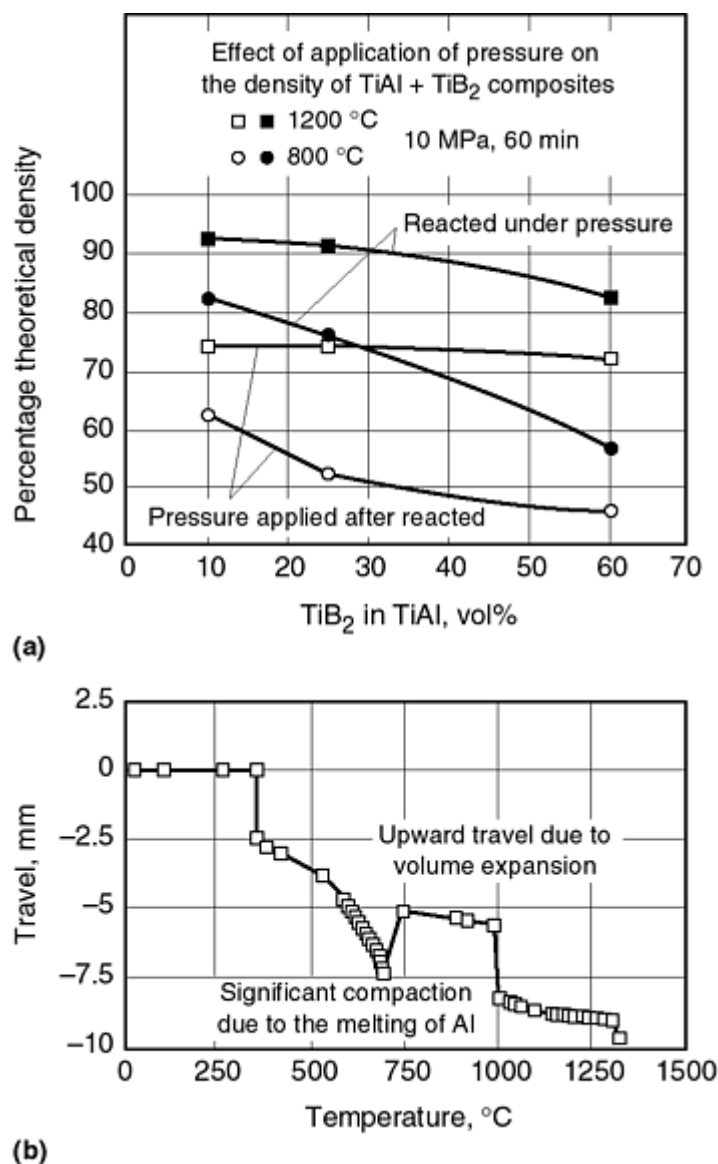 Effect of application of pressure on
the density of TiAl + TiB₂ composites
□ ■ 1200 °C
○ ● 800 °C
10 MPa, 60 min
Percentage theoretical density
100
90
80
70
60
50
40
Reacted under pressure
Pressure applied after reacted
0 10 20 30 40 50 60 70
TiB₂ in TiAl, vol%
(a)
Travel, mm
2.5
0
−2.5
−5
−7.5
−10
Upward travel due to
volume expansion
Significant compaction
due to the melting of Al
0 250 500 750 1000 1250 1500
Temperature, °C
(b)